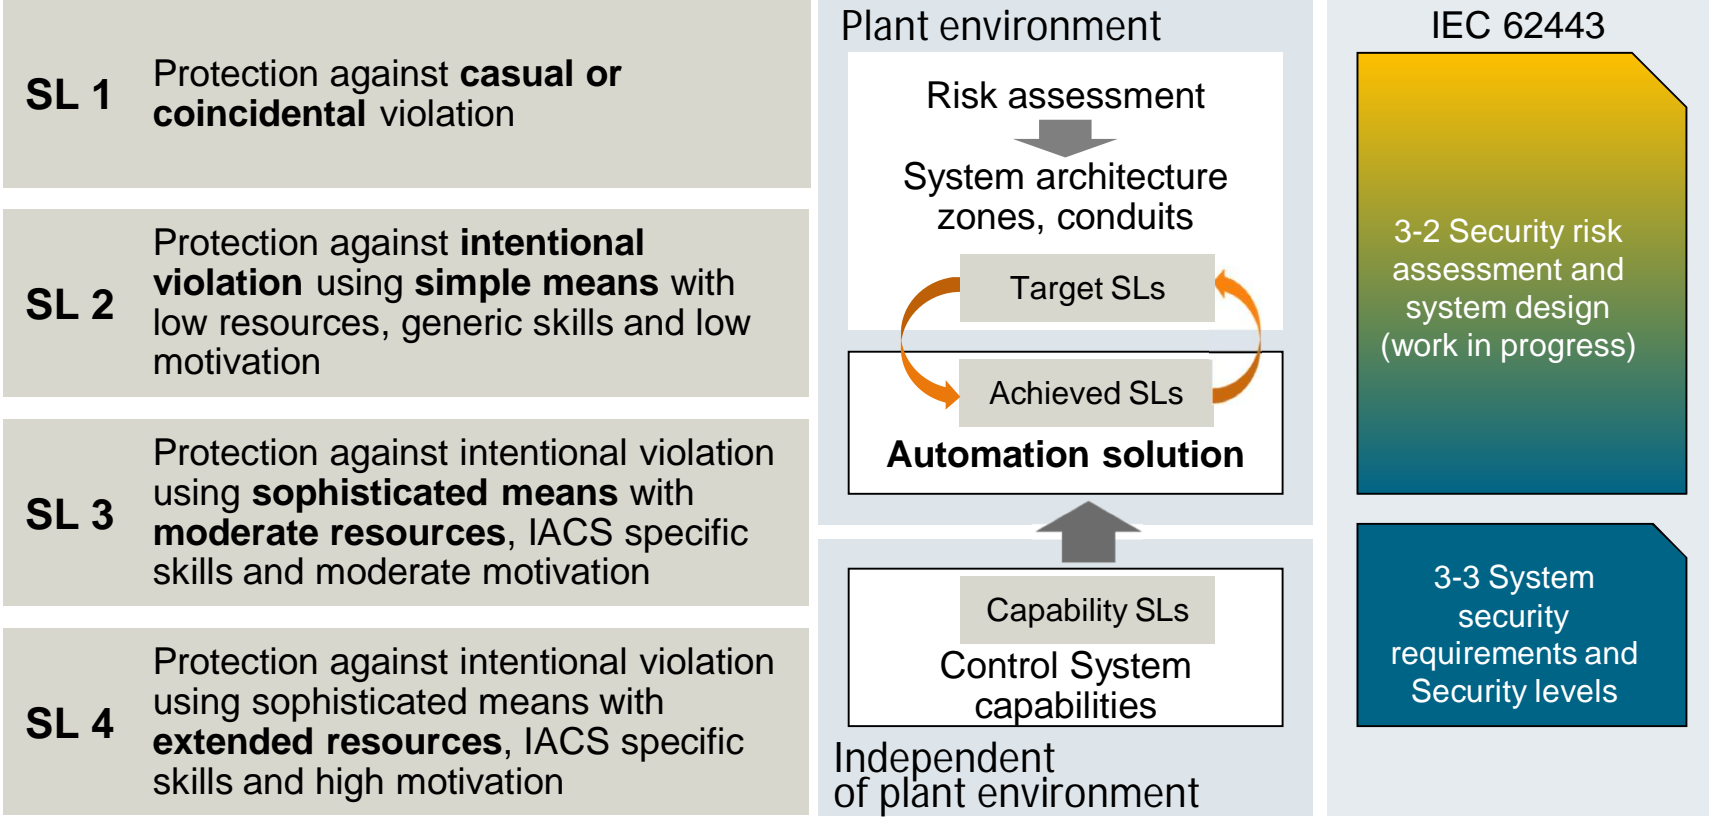 SL 1
Protection against casual or
coincidental violation
SL 2
Protection against intentional
violation using simple means with
low resources, generic skills and low
motivation
SL 3
Protection against intentional violation
using sophisticated means with
moderate resources, IACS specific
skills and moderate motivation
SL 4
Protection against intentional violation
using sophisticated means with
extended resources, IACS specific
skills and high motivation
Plant environment
Risk assessment
System architecture
zones, conduits
Target SLs
Achieved SLs
Automation solution
Capability SLs
Control System
capabilities
Independent
of plant environment
IEC 62443
3-2 Security risk
assessment and
system design
(work in progress)
3-3 System
security
requirements and
Security levels